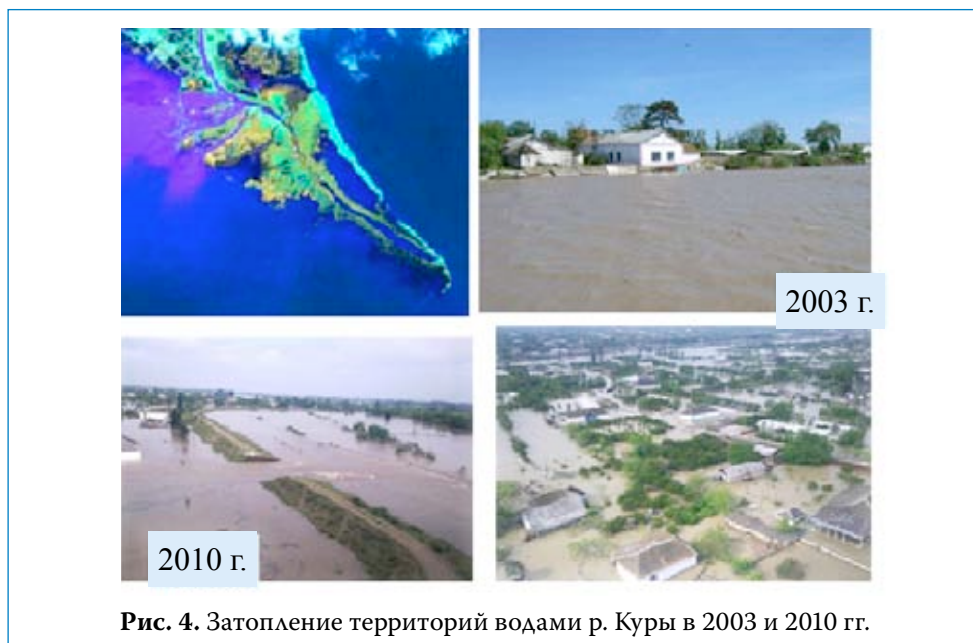 2003 г.
2010 г.
Рис. 4. Затопление территорий водами р. Куры в 2003 и 2010 гг.